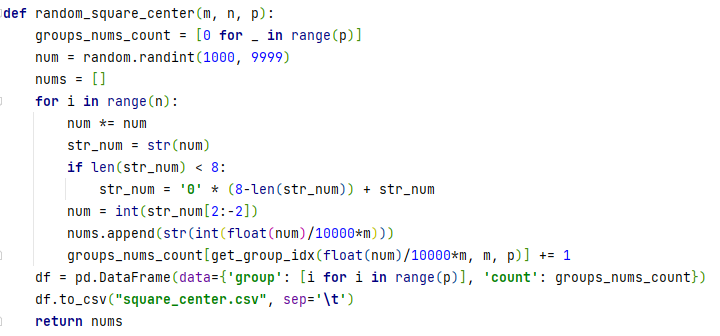 def random_square_center(m, n, p):
    groups_nums_count = [0 for _ in range(p)]
    num = random.randint(1000, 9999)
    nums = []
    for i in range(n):
        num *= num
        str_num = str(num)
        if len(str_num) < 8:
            str_num = '0' * (8-len(str_num)) + str_num
        num = int(str_num[2:-2])
        nums.append(str(int(float(num)/10000*m)))
        groups_nums_count[get_group_idx(float(num)/10000*m, m, p)] += 1
    df = pd.DataFrame(data={'group': [i for i in range(p)], 'count': groups_nums_count})
    df.to_csv("square_center.csv", sep='\t')
    return nums